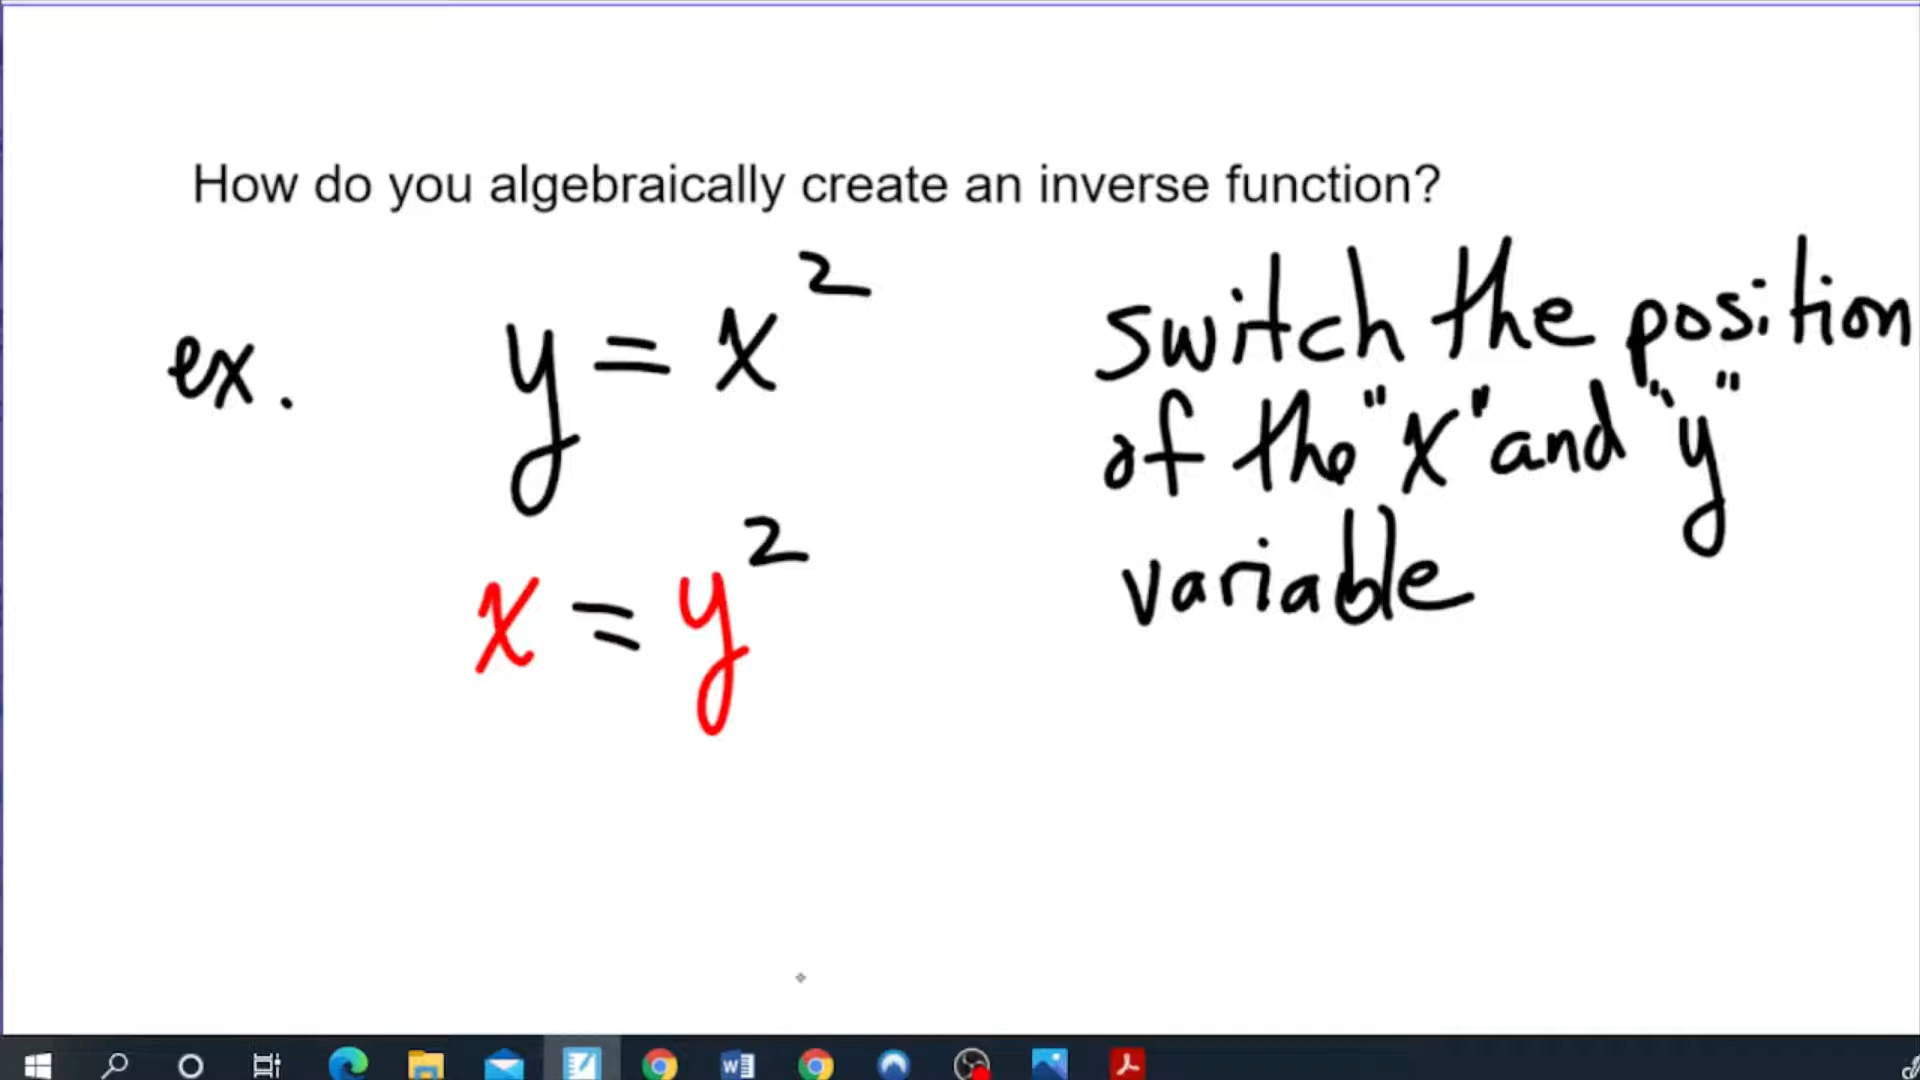 How do you algebraically create an inverse function?
ex. y = x²
switch the position
of the "x" and "y"
variable
x = y²